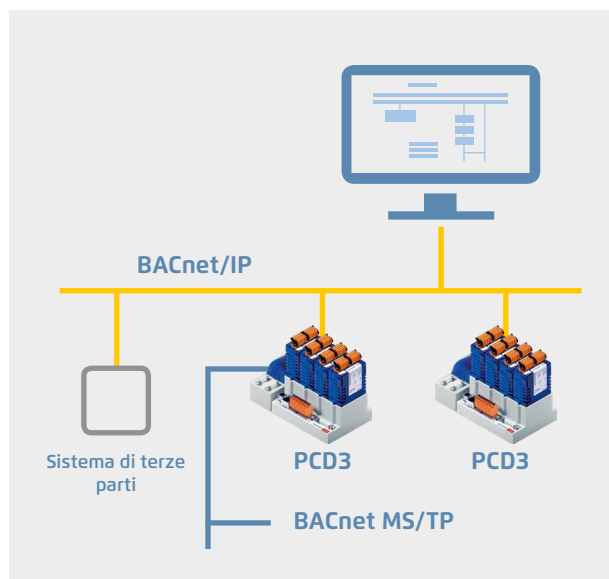 BACnet/IP
Sistema di terze
parti
PCD3
PCD3
BACnet MS/TP